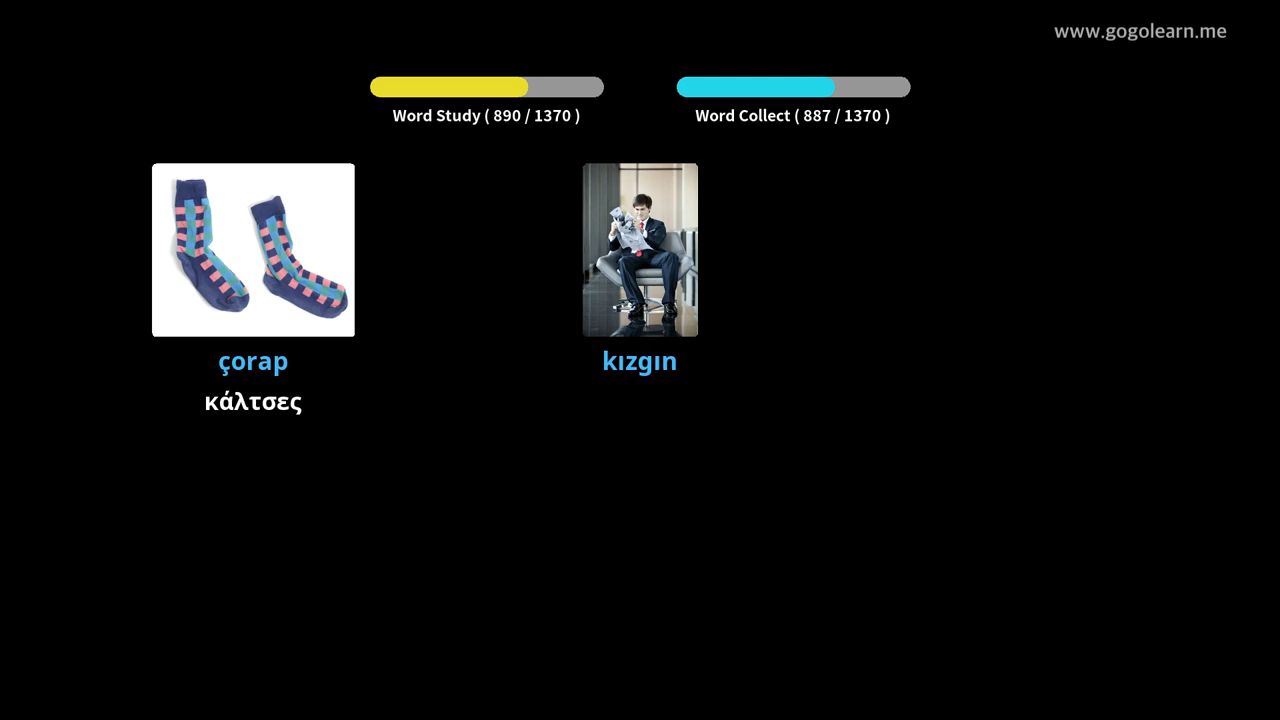 www.gogolearn.me
Word Study ( 890 / 1370 )
Word Collect ( 887 / 1370 )
çorap
κάλτσες
kızgın